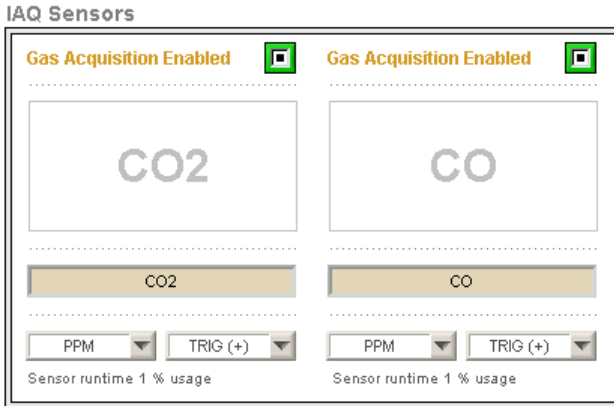 IAQ Sensors
Gas Acquisition Enabled
Gas Acquisition Enabled
CO2
CO
CO2
CO
PPM
TRIG (+)
PPM
TRIG (+)
Sensor runtime 1 % usage
Sensor runtime 1 % usage